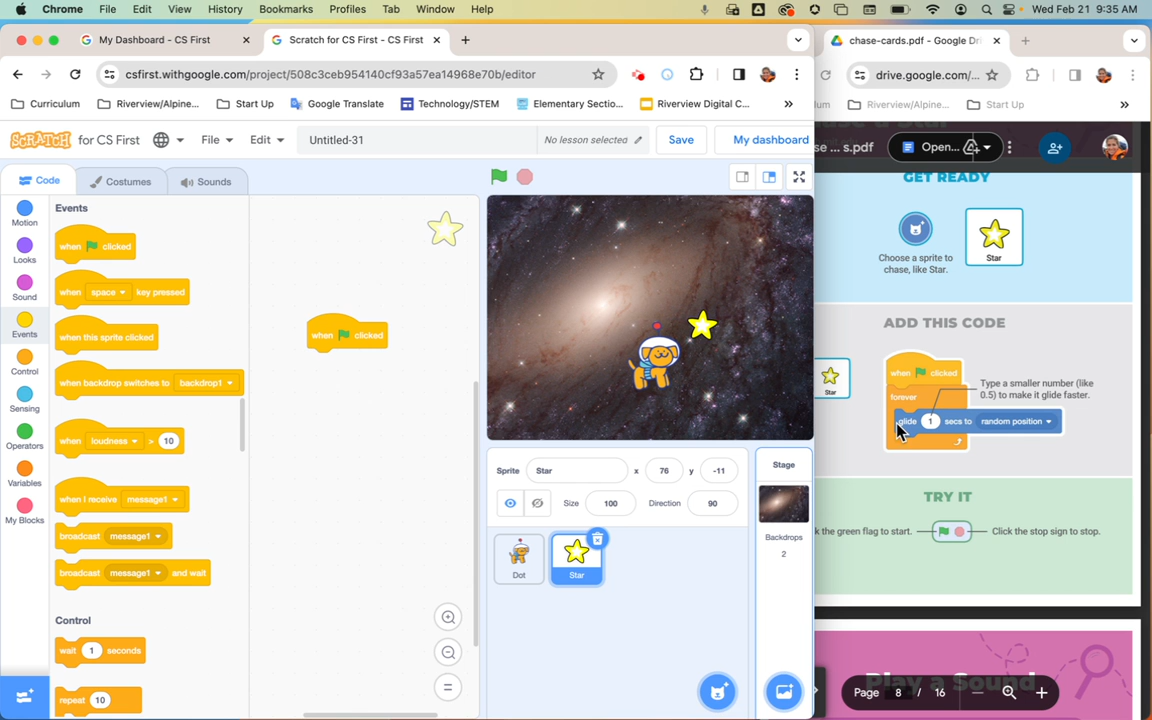 Chrome File Edit View History Bookmarks Profiles Tab Window Help Wed Feb 21 9:35 AM
My Dashboard - CS First
Scratch for CS First - CS First
chase-cards.pdf - Google Dri
csfirst.withgoogle.com/project/508c3ceb954140cf93a57ea14968e70b/editor
drive.google.com/...
Curriculum Riverview/Alpine... Start Up Google Translate Technology/STEM Elementary Sectio... Riverview Digital C... »
lum Riverview/Alpine... Start Up »
SCRATCH for CS First File Edit Untitled-31 No lesson selected Save My dashboard
se ... s.pdf Open...
Code Costumes Sounds
Motion
Looks
Sound
Events
Control
Sensing
Operators
Variables
My Blocks
Events
when clicked
when space key pressed
when this sprite clicked
when backdrop switches to backdrop1
when loudness > 10
when I receive message1
broadcast message1
broadcast message1 and wait
Control
wait 1 seconds
repeat 10
when clicked
Sprite Star x 76 y -11
Size 100 Direction 90
Dot
Star
Stage
Backdrops
2
GET READY
Choose a sprite to
chase, like Star.
Star
ADD THIS CODE
Star
when clicked
forever
glide 1 secs to random position
Type a smaller number (like
0.5) to make it glide faster.
TRY IT
k the green flag to start.
Click the stop sign to stop.
Play a Sound
Page 8 / 16